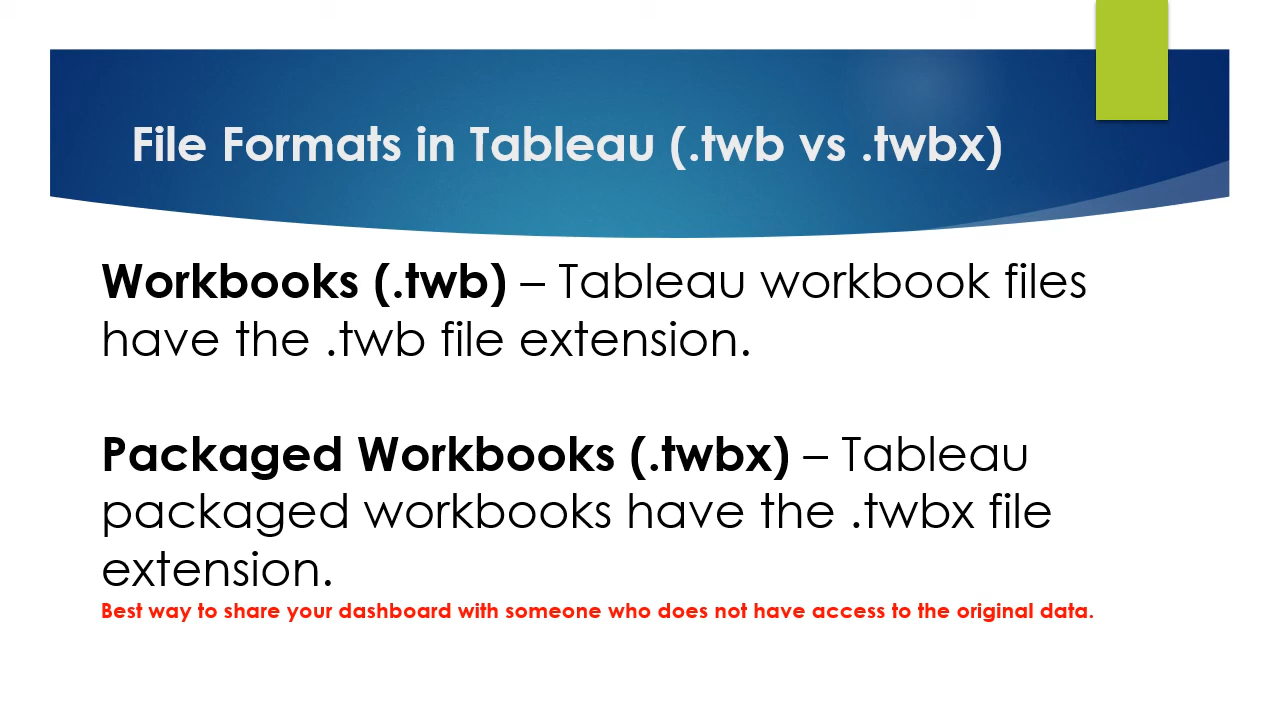 File Formats in Tableau (.twb vs .twbx)
Workbooks (.twb) – Tableau workbook files
have the .twb file extension.
Packaged Workbooks (.twbx) – Tableau
packaged workbooks have the .twbx file
extension.
Best way to share your dashboard with someone who does not have access to the original data.